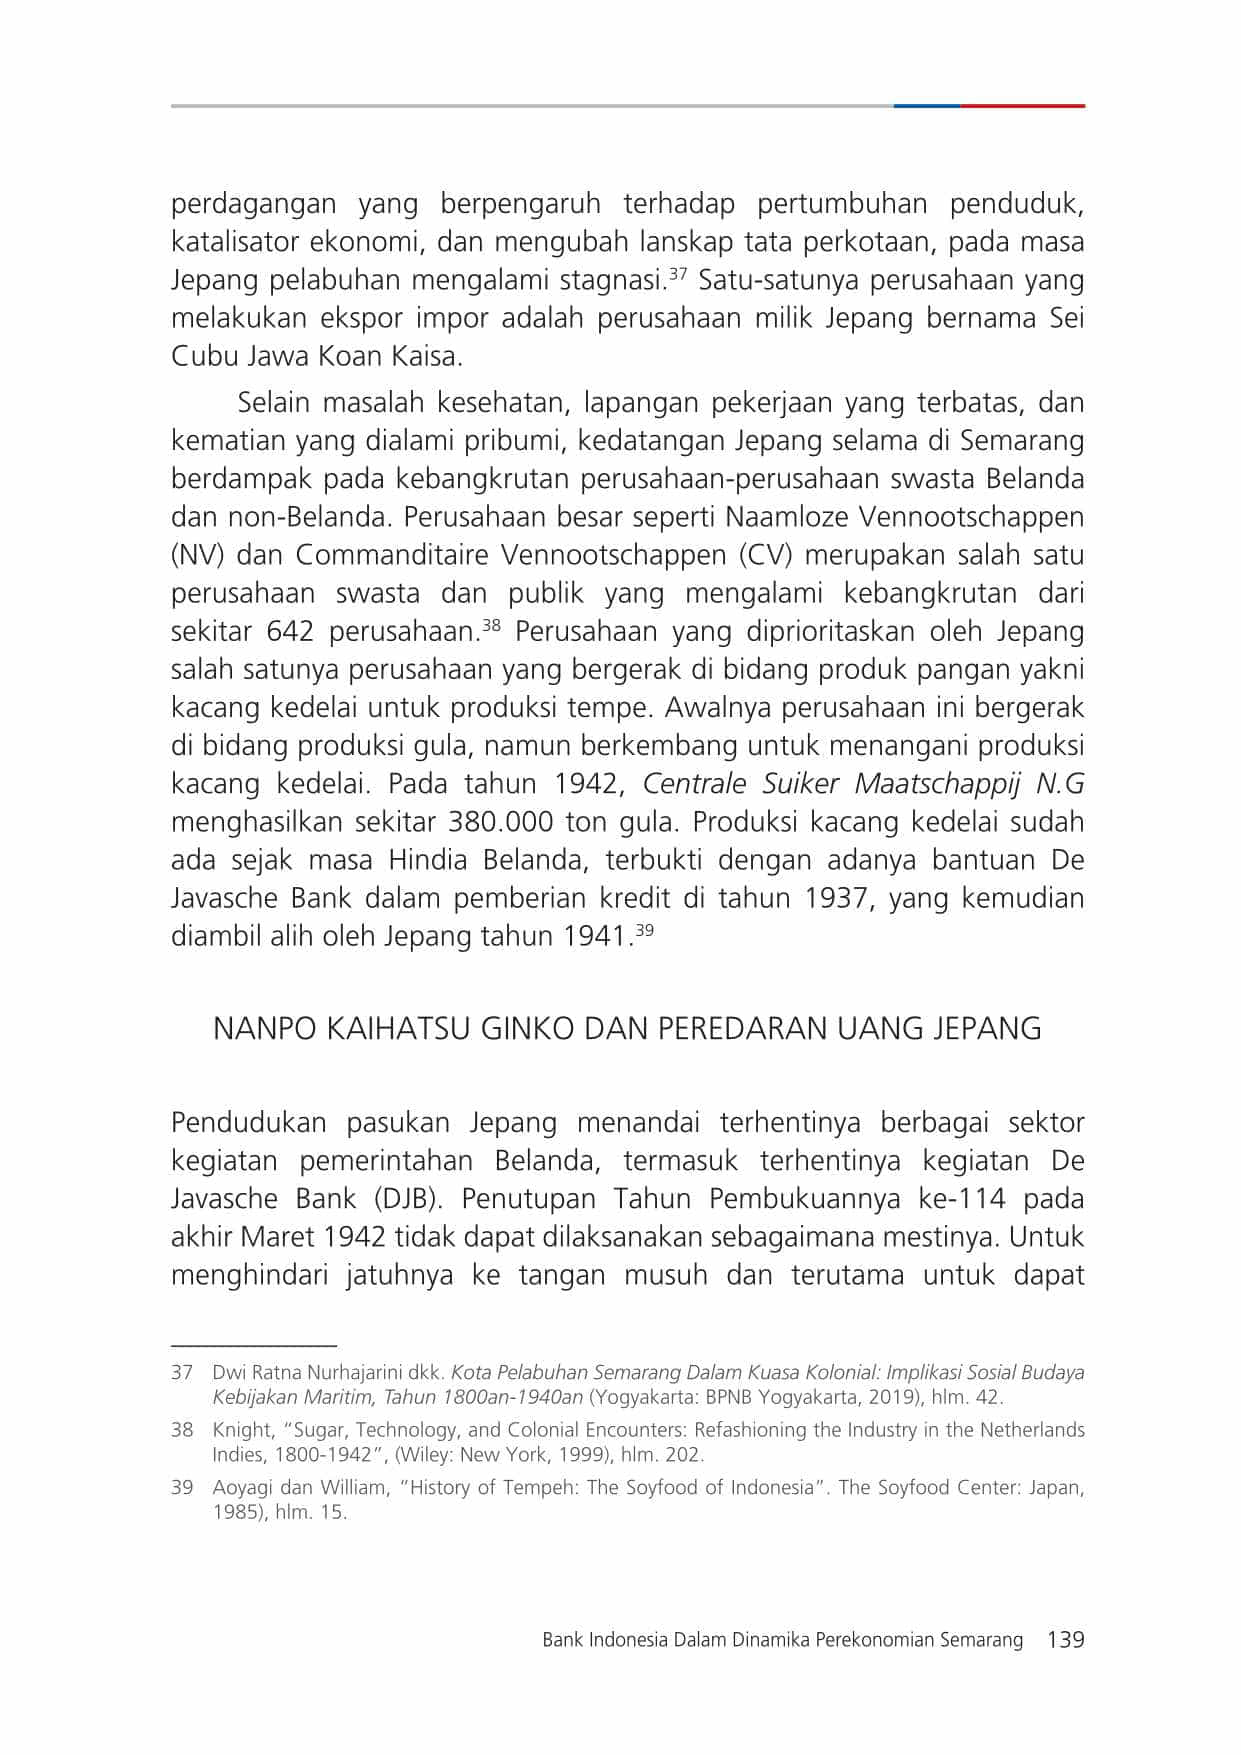 perdagangan yang berpengaruh terhadap pertumbuhan penduduk,
katalisator ekonomi, dan mengubah lanskap tata perkotaan, pada masa
Jepang pelabuhan mengalami stagnasi.37 Satu-satunya perusahaan yang
melakukan ekspor impor adalah perusahaan milik Jepang bernama Sei
Cubu Jawa Koan Kaisa.
Selain masalah kesehatan, lapangan pekerjaan yang terbatas, dan
kematian yang dialami pribumi, kedatangan Jepang selama di Semarang
berdampak pada kebangkrutan perusahaan-perusahaan swasta Belanda
dan non-Belanda. Perusahaan besar seperti Naamloze Vennootschappen
(NV) dan Commanditaire Vennootschappen (CV) merupakan salah satu
perusahaan swasta dan publik yang mengalami kebangkrutan dari
sekitar 642 perusahaan.38 Perusahaan yang diprioritaskan oleh Jepang
salah satunya perusahaan yang bergerak di bidang produk pangan yakni
kacang kedelai untuk produksi tempe. Awalnya perusahaan ini bergerak
di bidang produksi gula, namun berkembang untuk menangani produksi
kacang kedelai. Pada tahun 1942, Centrale Suiker Maatschappij N.G
menghasilkan sekitar 380.000 ton gula. Produksi kacang kedelai sudah
ada sejak masa Hindia Belanda, terbukti dengan adanya bantuan De
Javasche Bank dalam pemberian kredit di tahun 1937, yang kemudian
diambil alih oleh Jepang tahun 1941.39
NANPO KAIHATSU GINKO DAN PEREDARAN UANG JEPANG
Pendudukan pasukan Jepang menandai terhentinya berbagai sektor
kegiatan pemerintahan Belanda, termasuk terhentinya kegiatan De
Javasche Bank (DJB). Penutupan Tahun Pembukuannya ke-114 pada
akhir Maret 1942 tidak dapat dilaksanakan sebagaimana mestinya. Untuk
menghindari jatuhnya ke tangan musuh dan terutama untuk dapat
37 Dwi Ratna Nurhajarini dkk. Kota Pelabuhan Semarang Dalam Kuasa Kolonial: Implikasi Sosial Budaya
Kebijakan Maritim, Tahun 1800an-1940an (Yogyakarta: BPNB Yogyakarta, 2019), hlm. 42.
38 Knight, “Sugar, Technology, and Colonial Encounters: Refashioning the Industry in the Netherlands
Indies, 1800-1942”, (Wiley: New York, 1999), hlm. 202.
39 Aoyagi dan William, “History of Tempeh: The Soyfood of Indonesia”. The Soyfood Center: Japan,
1985), hlm. 15.
Bank Indonesia Dalam Dinamika Perekonomian Semarang 139